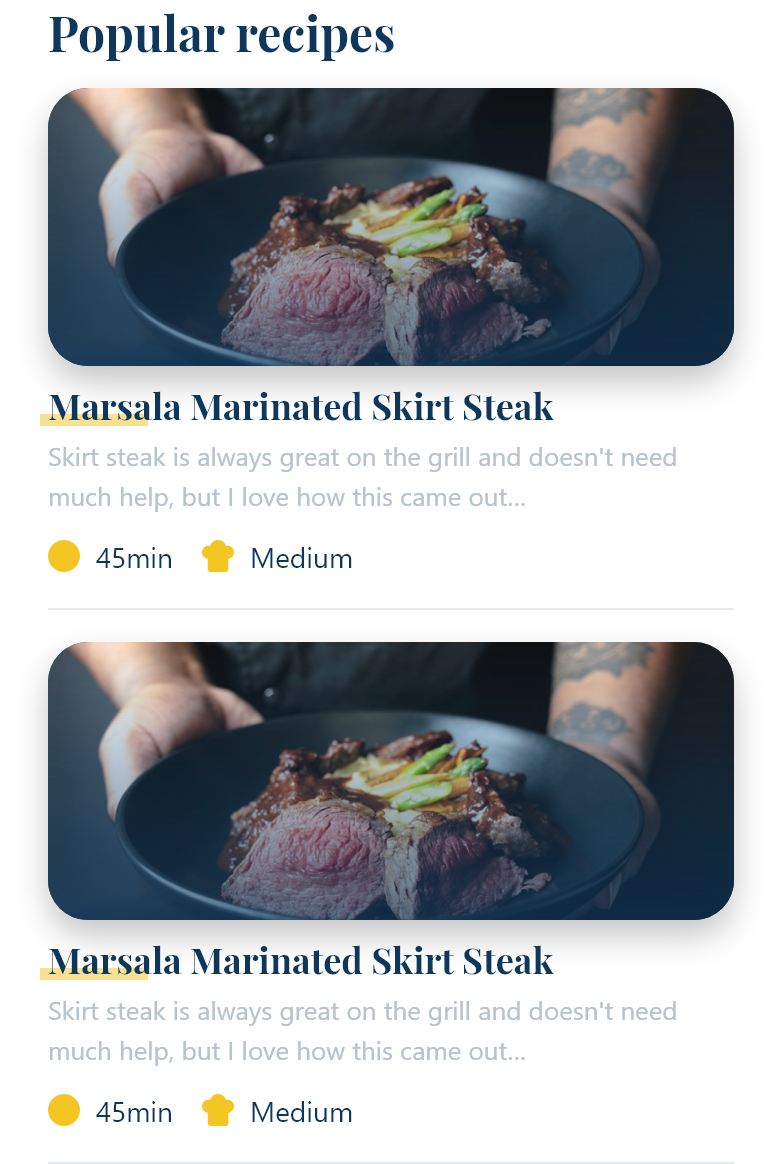 Popular recipes
Marsala Marinated Skirt Steak
Skirt steak is always great on the grill and doesn't need
much help, but I love how this came out...
45min Medium
Marsala Marinated Skirt Steak
Skirt steak is always great on the grill and doesn't need
much help, but I love how this came out...
45min Medium